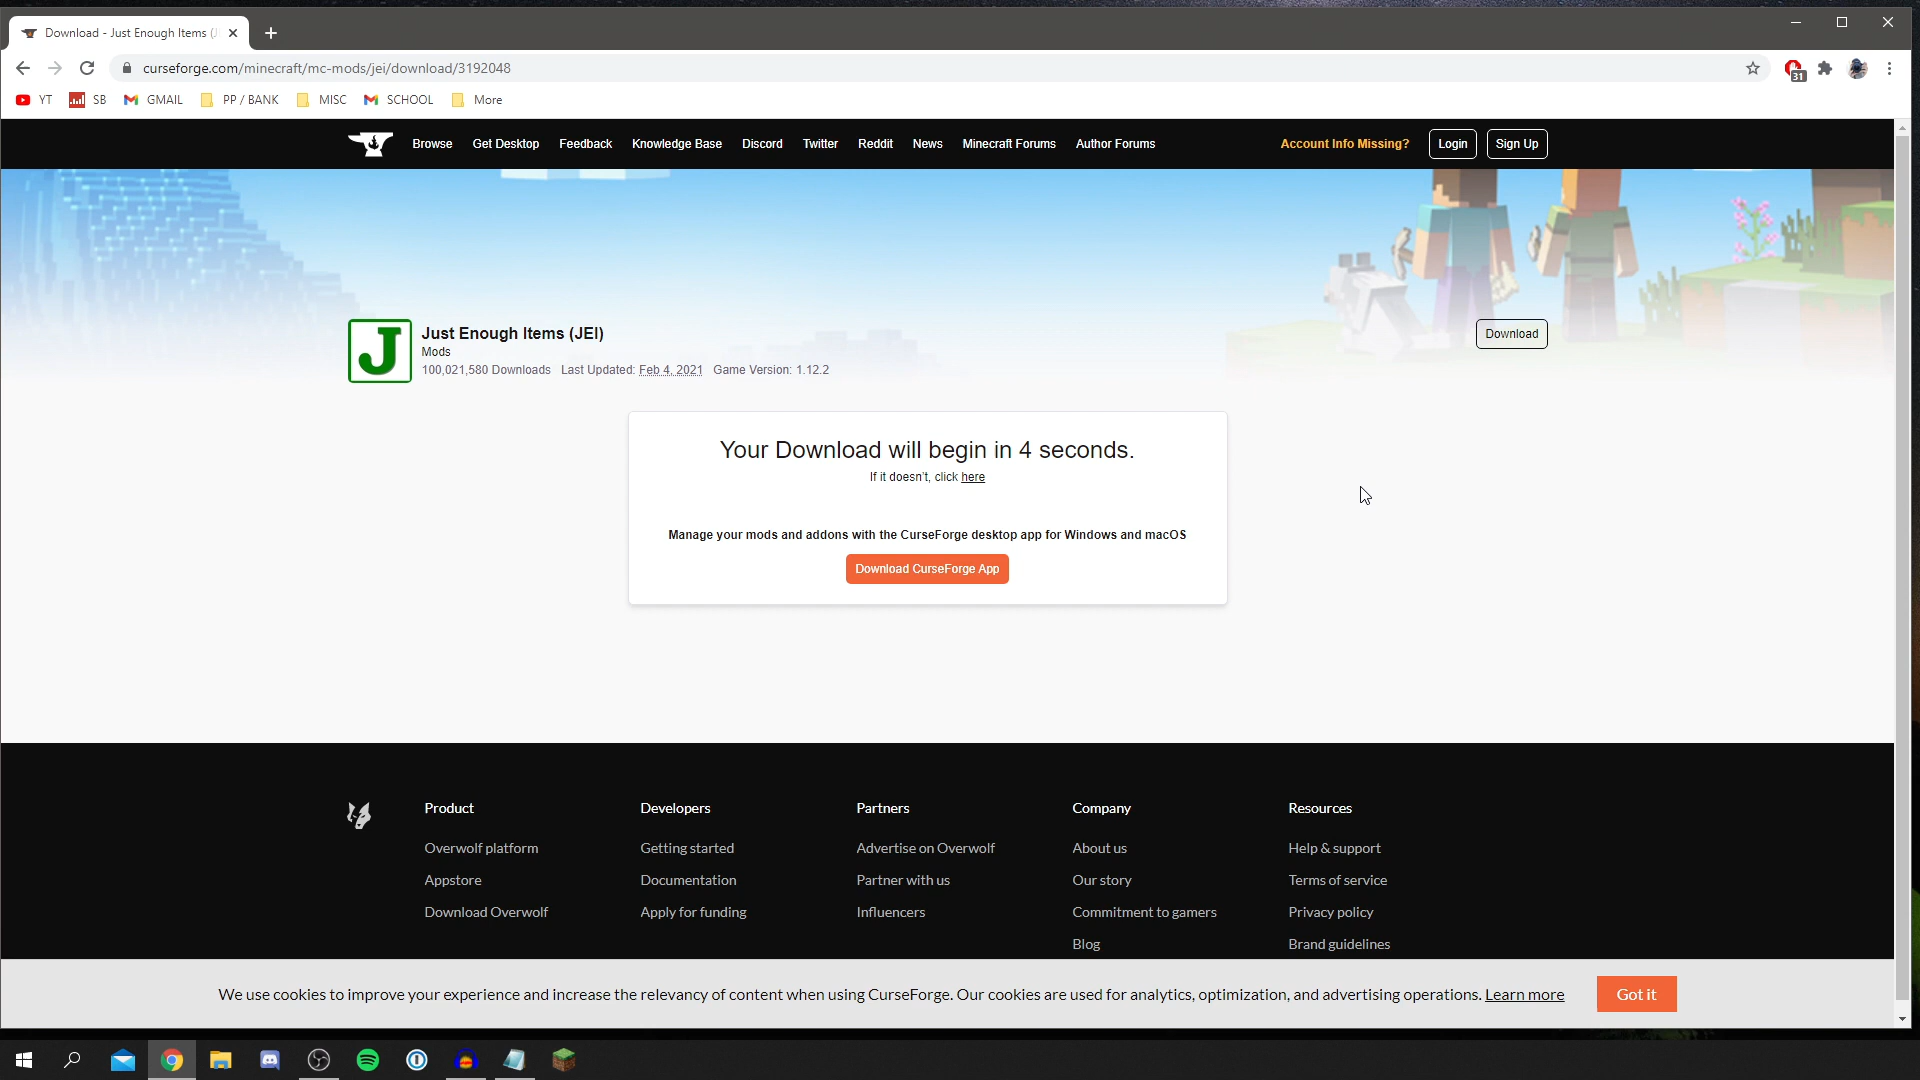 Download - Just Enough Items (J
curseforge.com/minecraft/mc-mods/jei/download/3192048
31
YT
SB
GMAIL
PP / BANK
MISC
SCHOOL
More
Browse
Get Desktop
Feedback
Knowledge Base
Discord
Twitter
Reddit
News
Minecraft Forums
Author Forums
Account Info Missing?
Login
Sign Up
J
Just Enough Items (JEI)
Mods
100,021,580 Downloads Last Updated: Feb 4, 2021 Game Version: 1.12.2
Download
Your Download will begin in 4 seconds.
If it doesn't, click here
Manage your mods and addons with the CurseForge desktop app for Windows and macOS
Download CurseForge App
Product
Overwolf platform
Appstore
Download Overwolf
Developers
Getting started
Documentation
Apply for funding
Partners
Advertise on Overwolf
Partner with us
Influencers
Company
About us
Our story
Commitment to gamers
Blog
Resources
Help & support
Terms of service
Privacy policy
Brand guidelines
We use cookies to improve your experience and increase the relevancy of content when using CurseForge. Our cookies are used for analytics, optimization, and advertising operations. Learn more
Got it